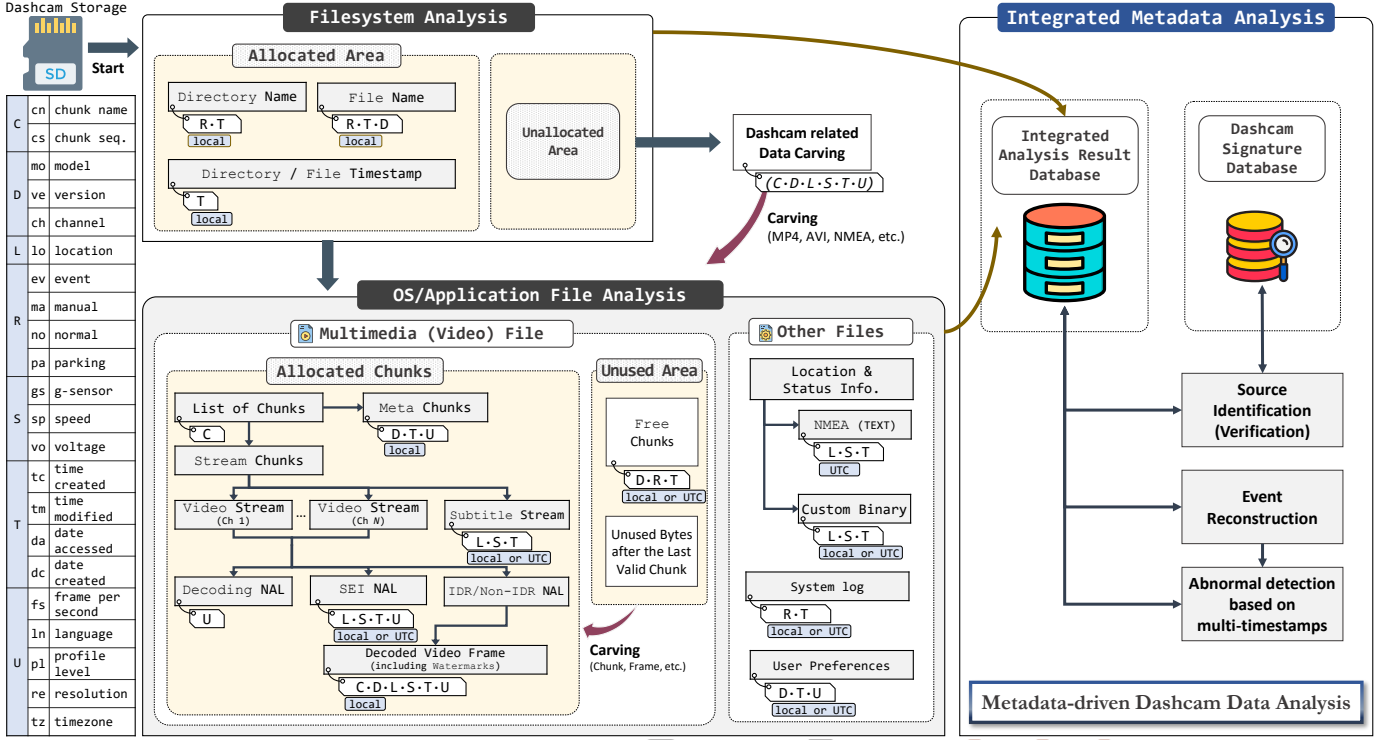 Dashcam Storage
SD
Start
C
cn chunk name
cs chunk seq.
D
mo model
ve version
ch channel
L
lo location
R
ev event
ma manual
no normal
pa parking
S
gs g-sensor
sp speed
vo voltage
T
tc time
created
tm time
modified
da date
accessed
dc date
created
U
fs frame per
second
ln language
pl profile
level
re resolution
tz timezone
Filesystem Analysis
Allocated Area
Directory Name
R·T
local
File Name
R·T·D
local
Directory / File Timestamp
T
local
Unallocated
Area
Dashcam related
Data Carving
(C·D·L·S·T·U)
Carving
(MP4, AVI, NMEA, etc.)
OS/Application File Analysis
Multimedia (Video) File
Allocated Chunks
List of Chunks
C
Meta Chunks
D·T·U
local
Stream Chunks
Video Stream
(Ch 1)
...
Video Stream
(Ch N)
Subtitle Stream
L·S·T
local or UTC
Decoding NAL
U
SEI NAL
L·S·T·U
local or UTC
IDR/Non-IDR NAL
Decoded Video Frame
(including Watermarks)
C·D·L·S·T·U
local
Unused Area
Free
Chunks
D·R·T
local or UTC
Unused Bytes
after the Last
Valid Chunk
Carving
(Chunk, Frame, etc.)
Other Files
Location &
Status Info.
NMEA (TEXT)
L·S·T
UTC
Custom Binary
L·S·T
local or UTC
System log
R·T
local or UTC
User Preferences
D·T·U
local or UTC
Integrated Metadata Analysis
Integrated
Analysis Result
Database
Dashcam
Signature
Database
Source
Identification
(Verification)
Event
Reconstruction
Abnormal detection
based on
multi-timestamps
Metadata-driven Dashcam Data Analysis